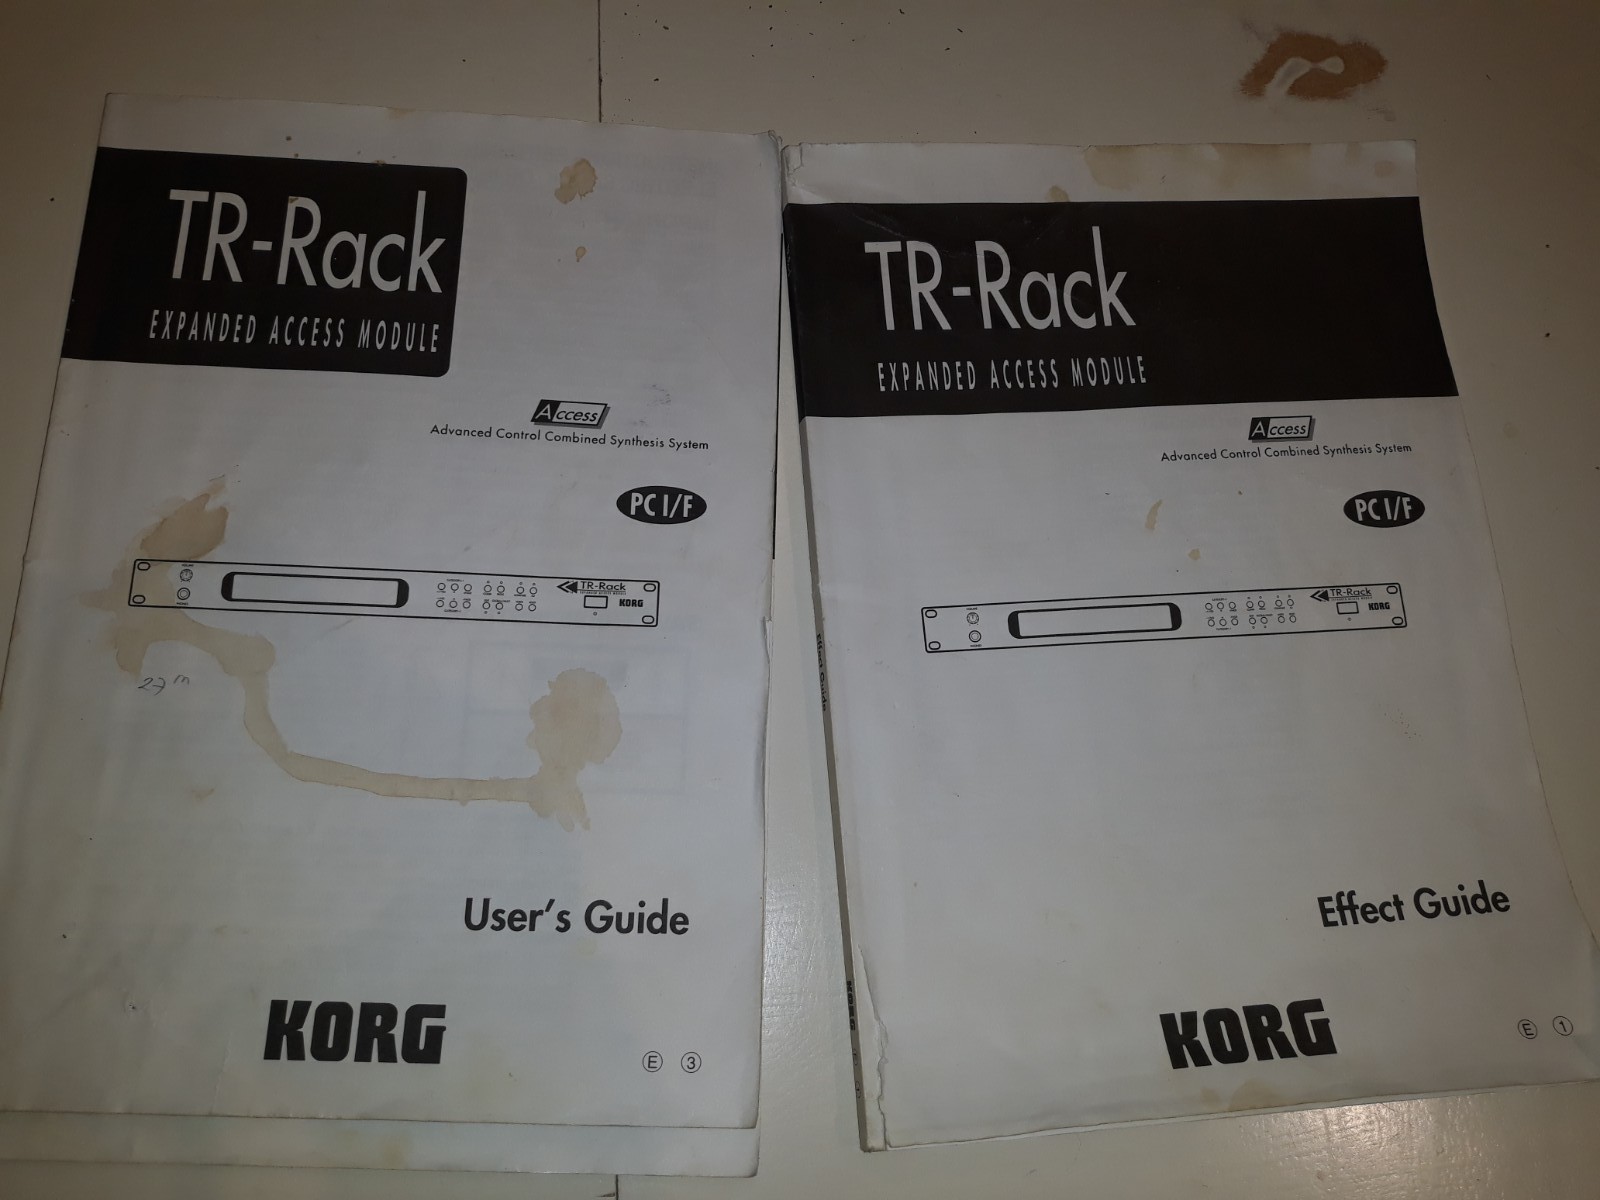 TR-Rack
EXPANDED ACCESS MODULE
Access
Advanced Control Combined Synthesis System
PC I/F
TR-Rack
KORG
27 m
User's Guide
KORG
E 3
TR-Rack
EXPANDED ACCESS MODULE
Access
Advanced Control Combined Synthesis System
PC I/F
TR-Rack
KORG
Effect Guide
Effect Guide
KORG
E 1
KORG